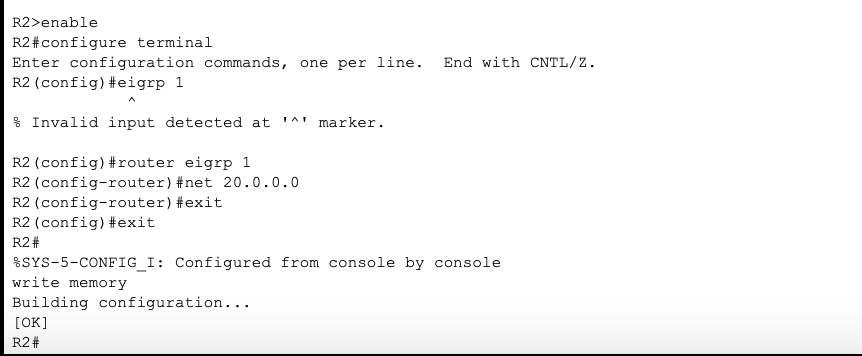 R2>enable
R2#configure terminal
Enter configuration commands, one per line.  End with CNTL/Z.
R2(config)#eigrp 1
            ^
% Invalid input detected at '^' marker.

R2(config)#router eigrp 1
R2(config-router)#net 20.0.0.0
R2(config-router)#exit
R2(config)#exit
R2#
%SYS-5-CONFIG_I: Configured from console by console
write memory
Building configuration...
[OK]
R2#